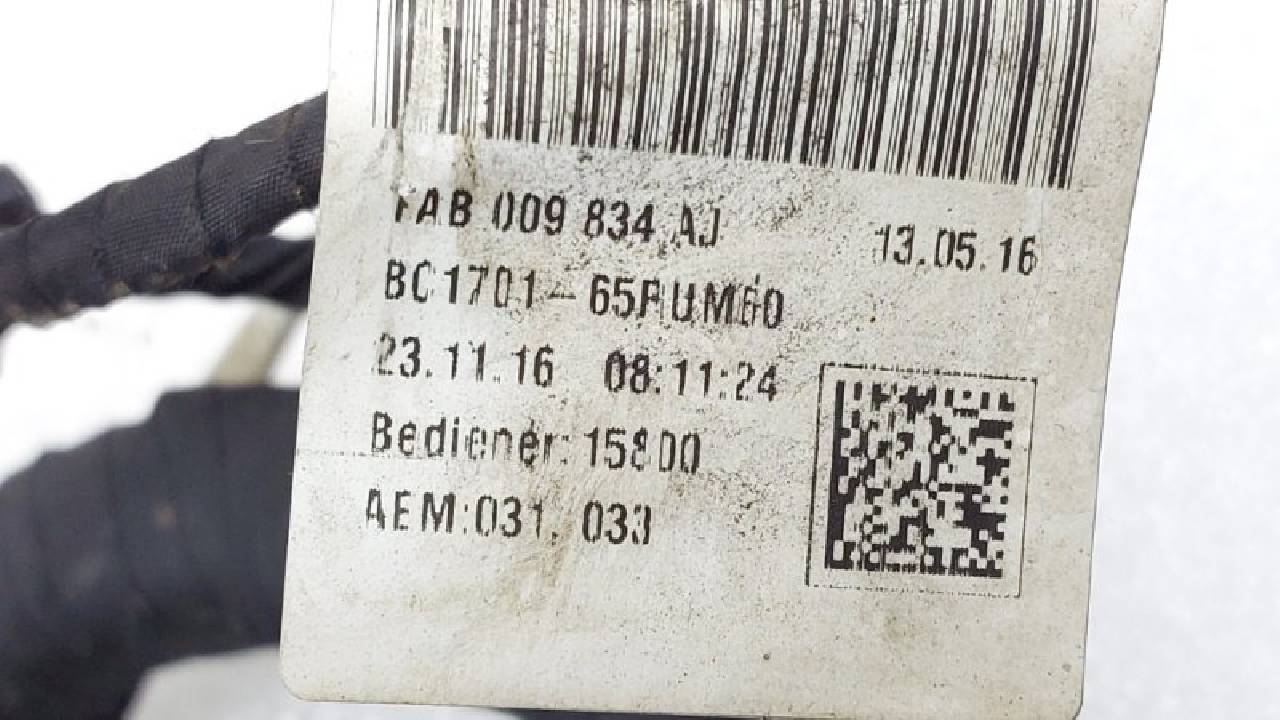 FAB 009 834 AJ 13.05.16
BC1701-65RUM60
23.11.16 08:11:24
Bediener: 15800
AEM:031, 033